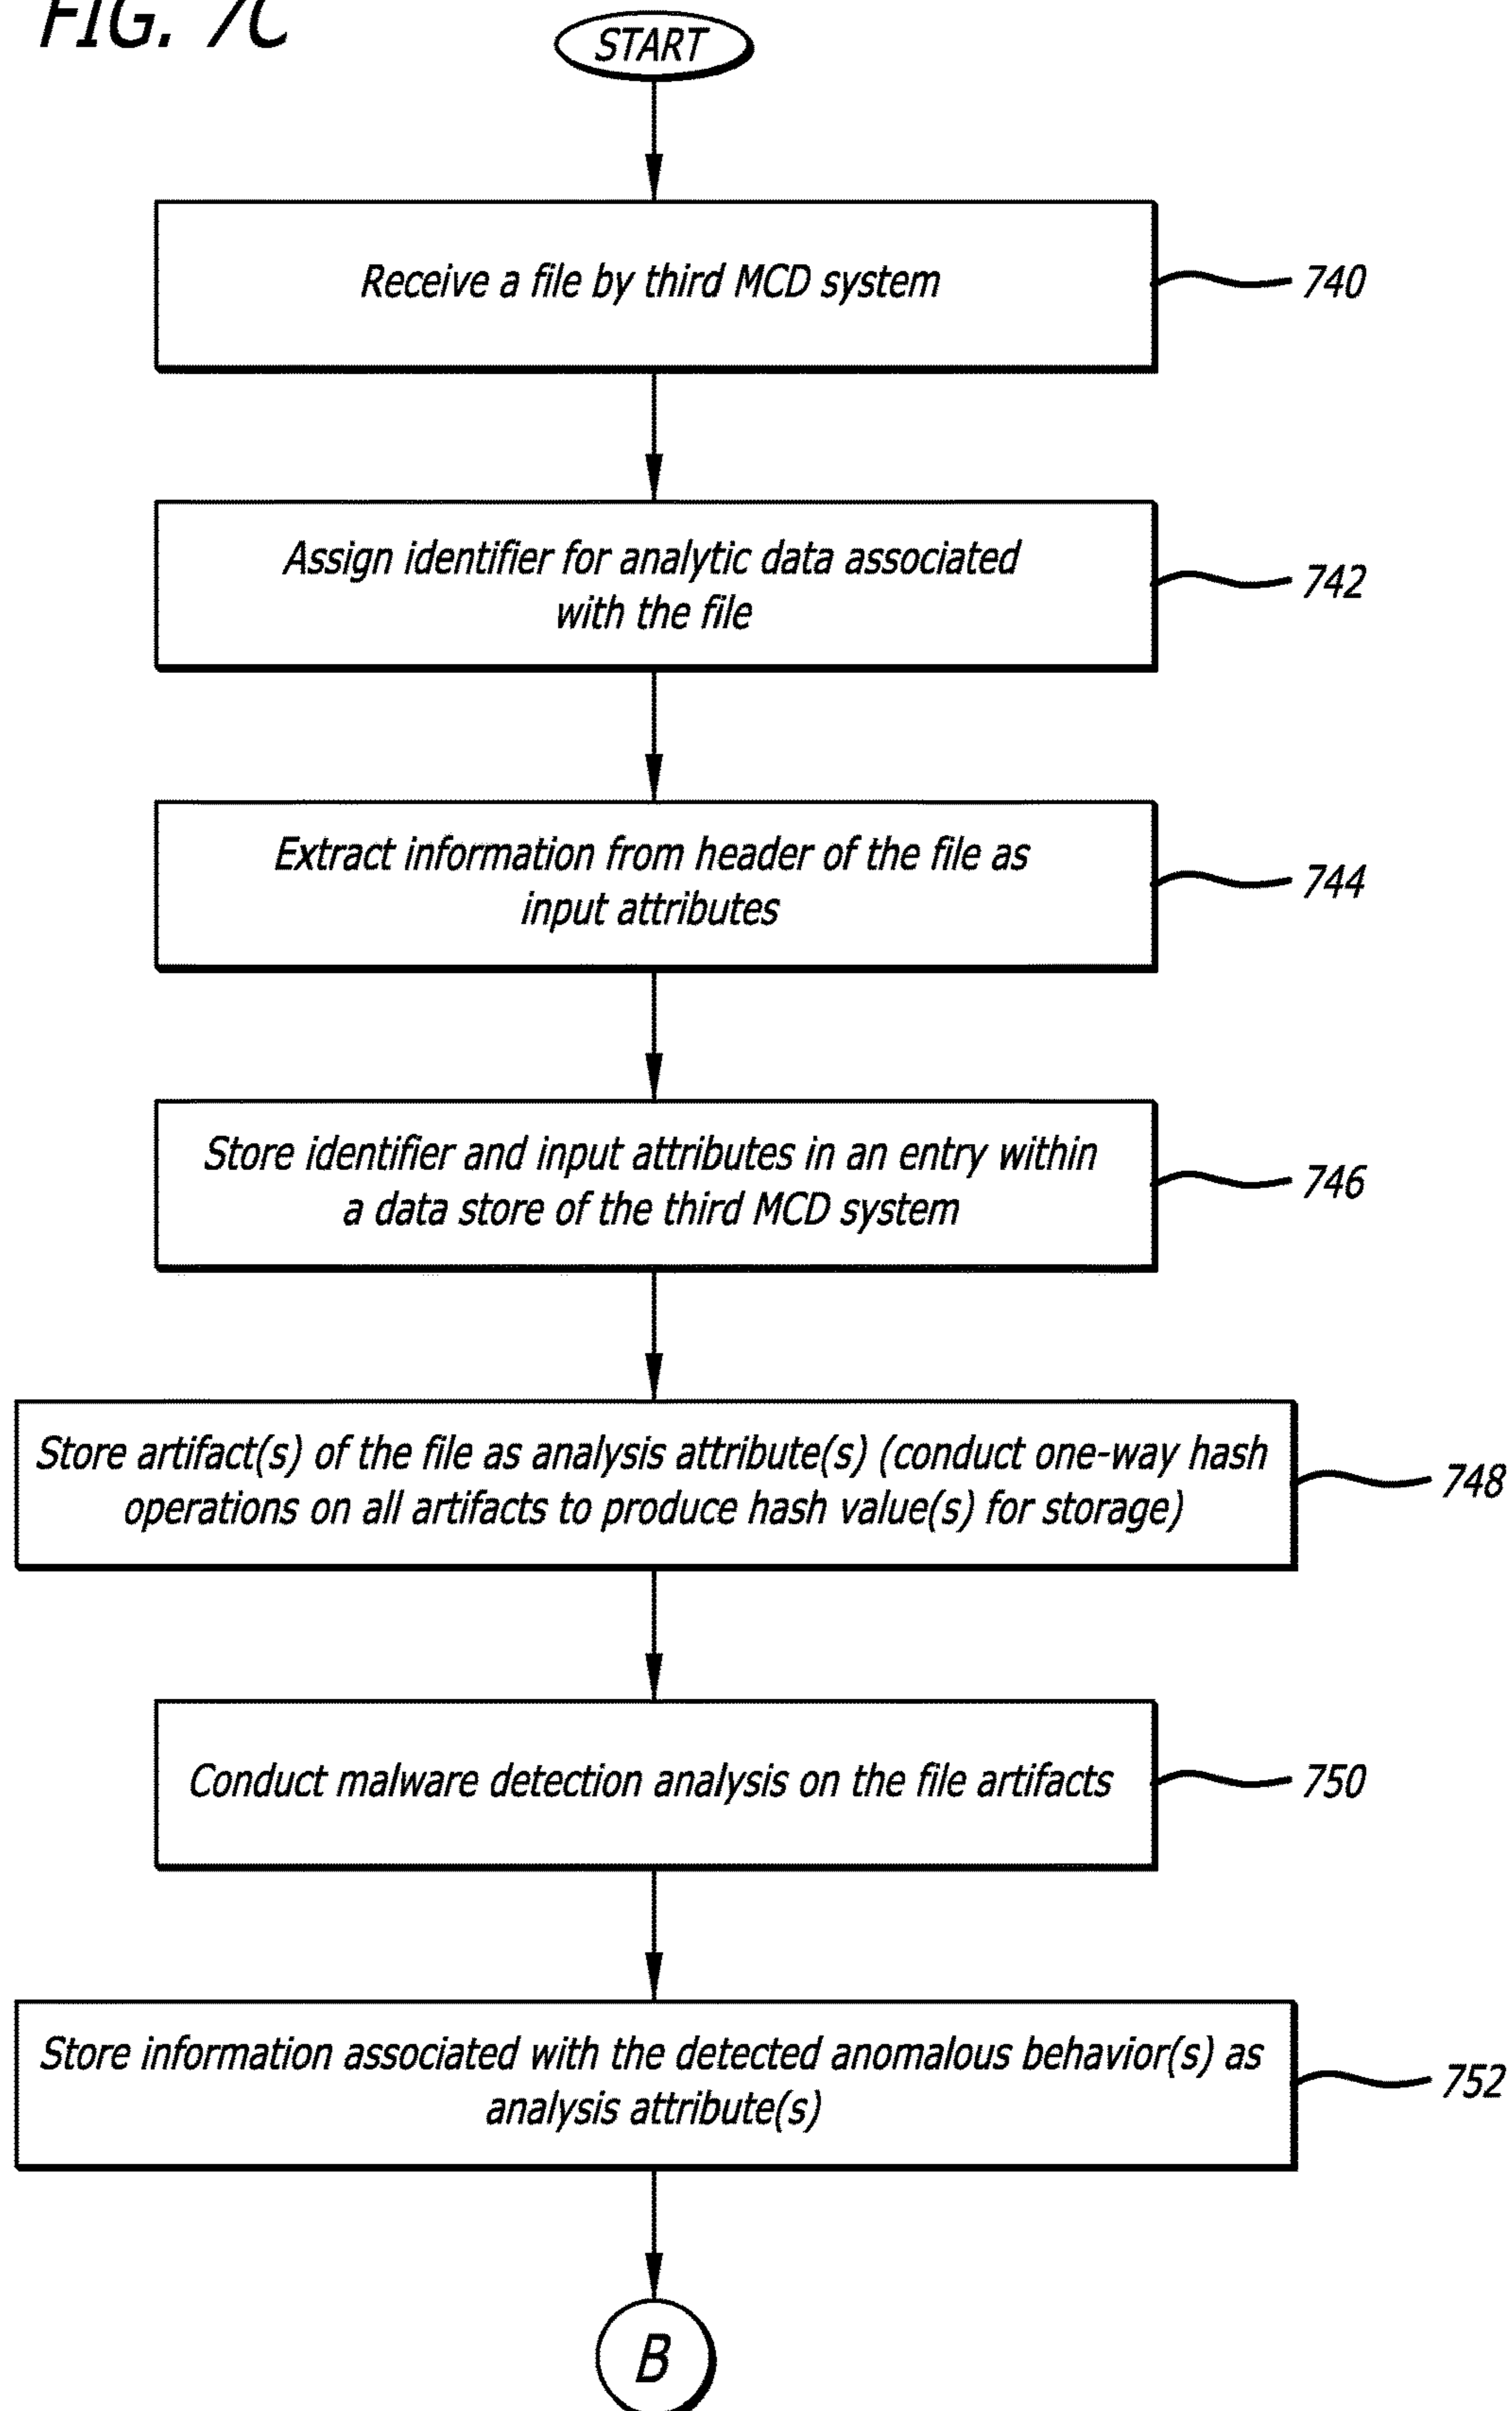 FIG. 7C
START
Receive a file by third MCD system
740
Assign identifier for analytic data associated
with the file
742
Extract information from header of the file as
input attributes
744
Store identifier and input attributes in an entry within
a data store of the third MCD system
746
Store artifact(s) of the file as analysis attribute(s) (conduct one-way hash
operations on all artifacts to produce hash value(s) for storage)
748
Conduct malware detection analysis on the file artifacts
750
Store information associated with the detected anomalous behavior(s) as
analysis attribute(s)
752
B